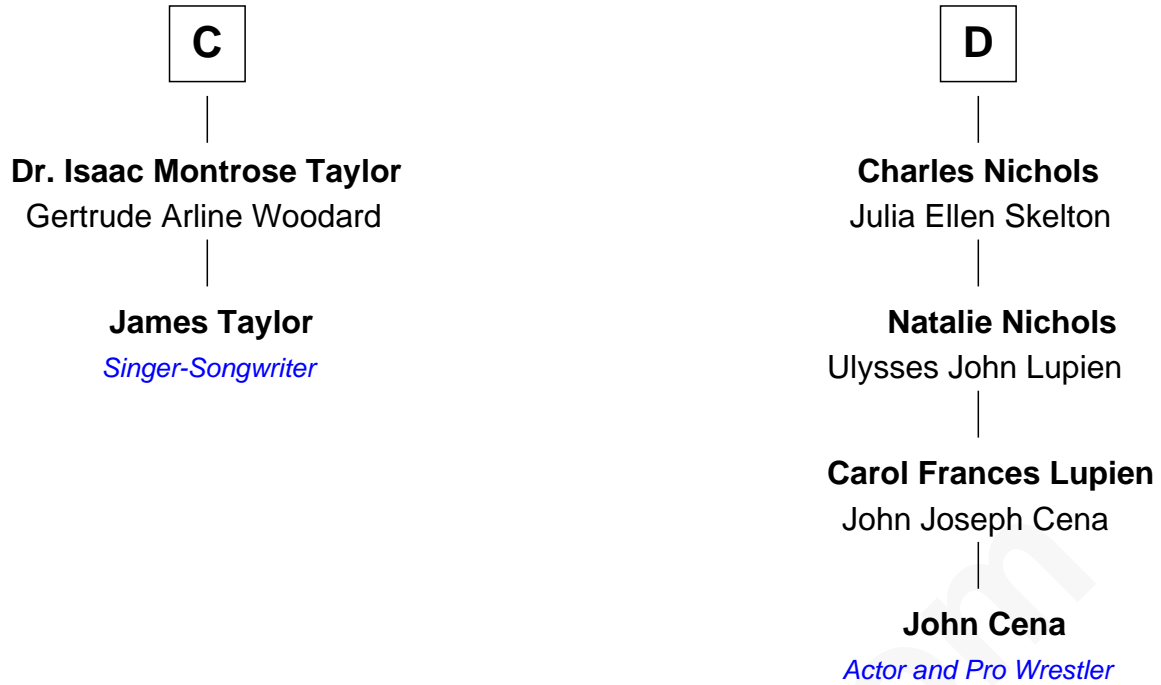 C
Dr. Isaac Montrose Taylor
Gertrude Arline Woodard
James Taylor
Singer-Songwriter
D
Charles Nichols
Julia Ellen Skelton
Natalie Nichols
Ulysses John Lupien
Carol Frances Lupien
John Joseph Cena
John Cena
Actor and Pro Wrestler